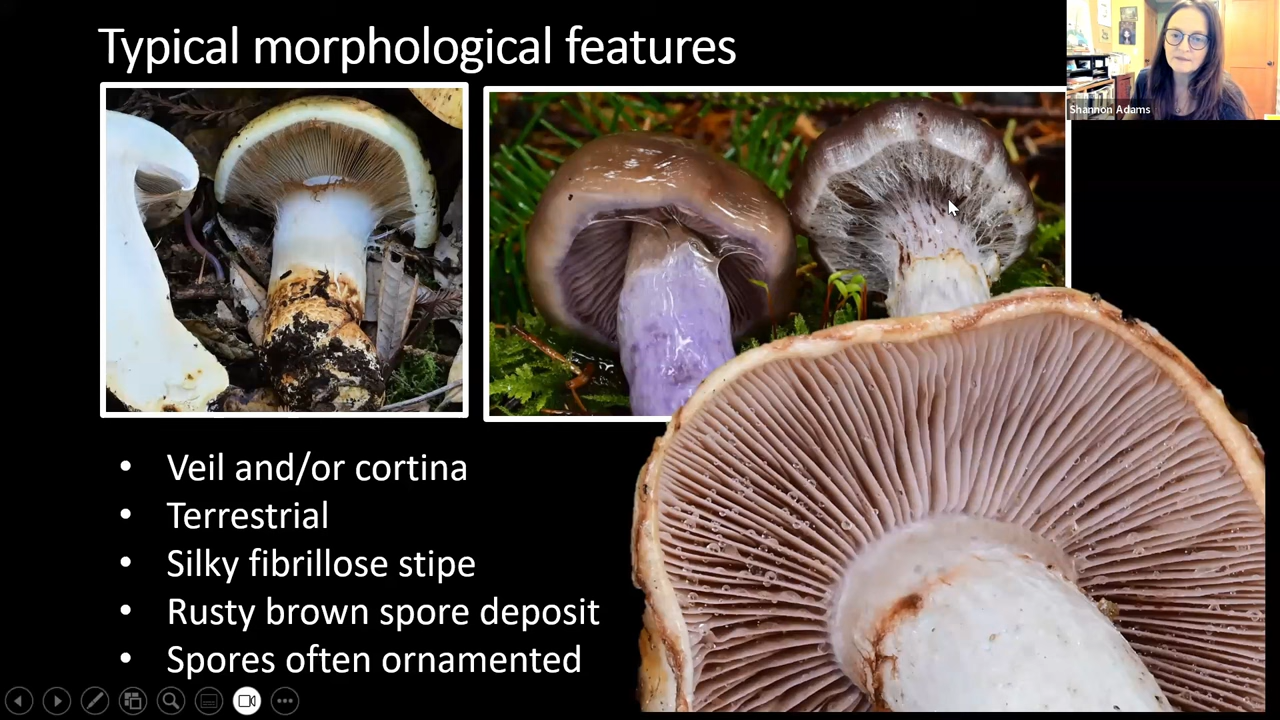 Typical morphological features
Shannon Adams
• Veil and/or cortina
• Terrestrial
• Silky fibrillose stipe
• Rusty brown spore deposit
• Spores often ornamented